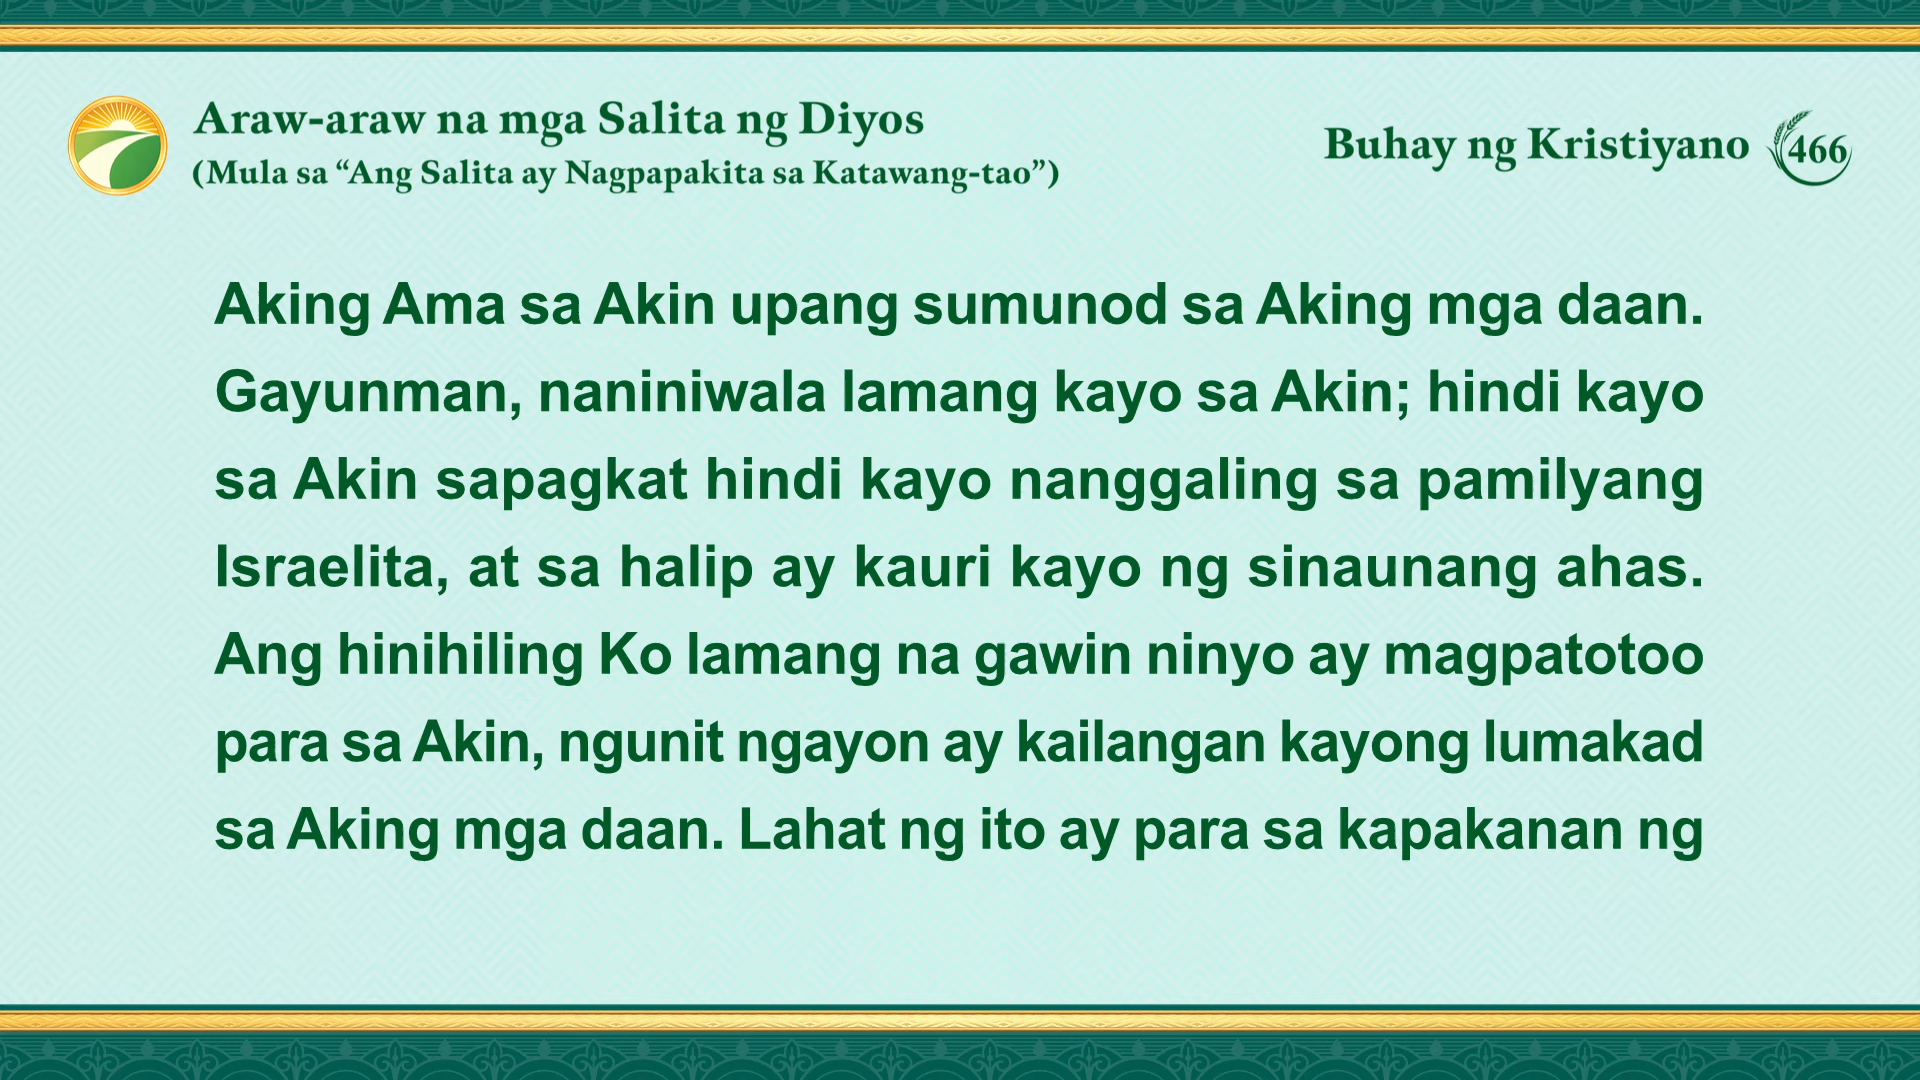 Araw-araw na mga Salita ng Diyos
(Mula sa “Ang Salita ay Nagpapakita sa Katawang-tao”)
Buhay ng Kristiyano 466
Aking Ama sa Akin upang sumunod sa Aking mga daan.
Gayunman, naniniwala lamang kayo sa Akin; hindi kayo
sa Akin sapagkat hindi kayo nanggaling sa pamilyang
Israelita, at sa halip ay kauri kayo ng sinaunang ahas.
Ang hinihiling Ko lamang na gawin ninyo ay magpatotoo
para sa Akin, ngunit ngayon ay kailangan kayong lumakad
sa Aking mga daan. Lahat ng ito ay para sa kapakanan ng